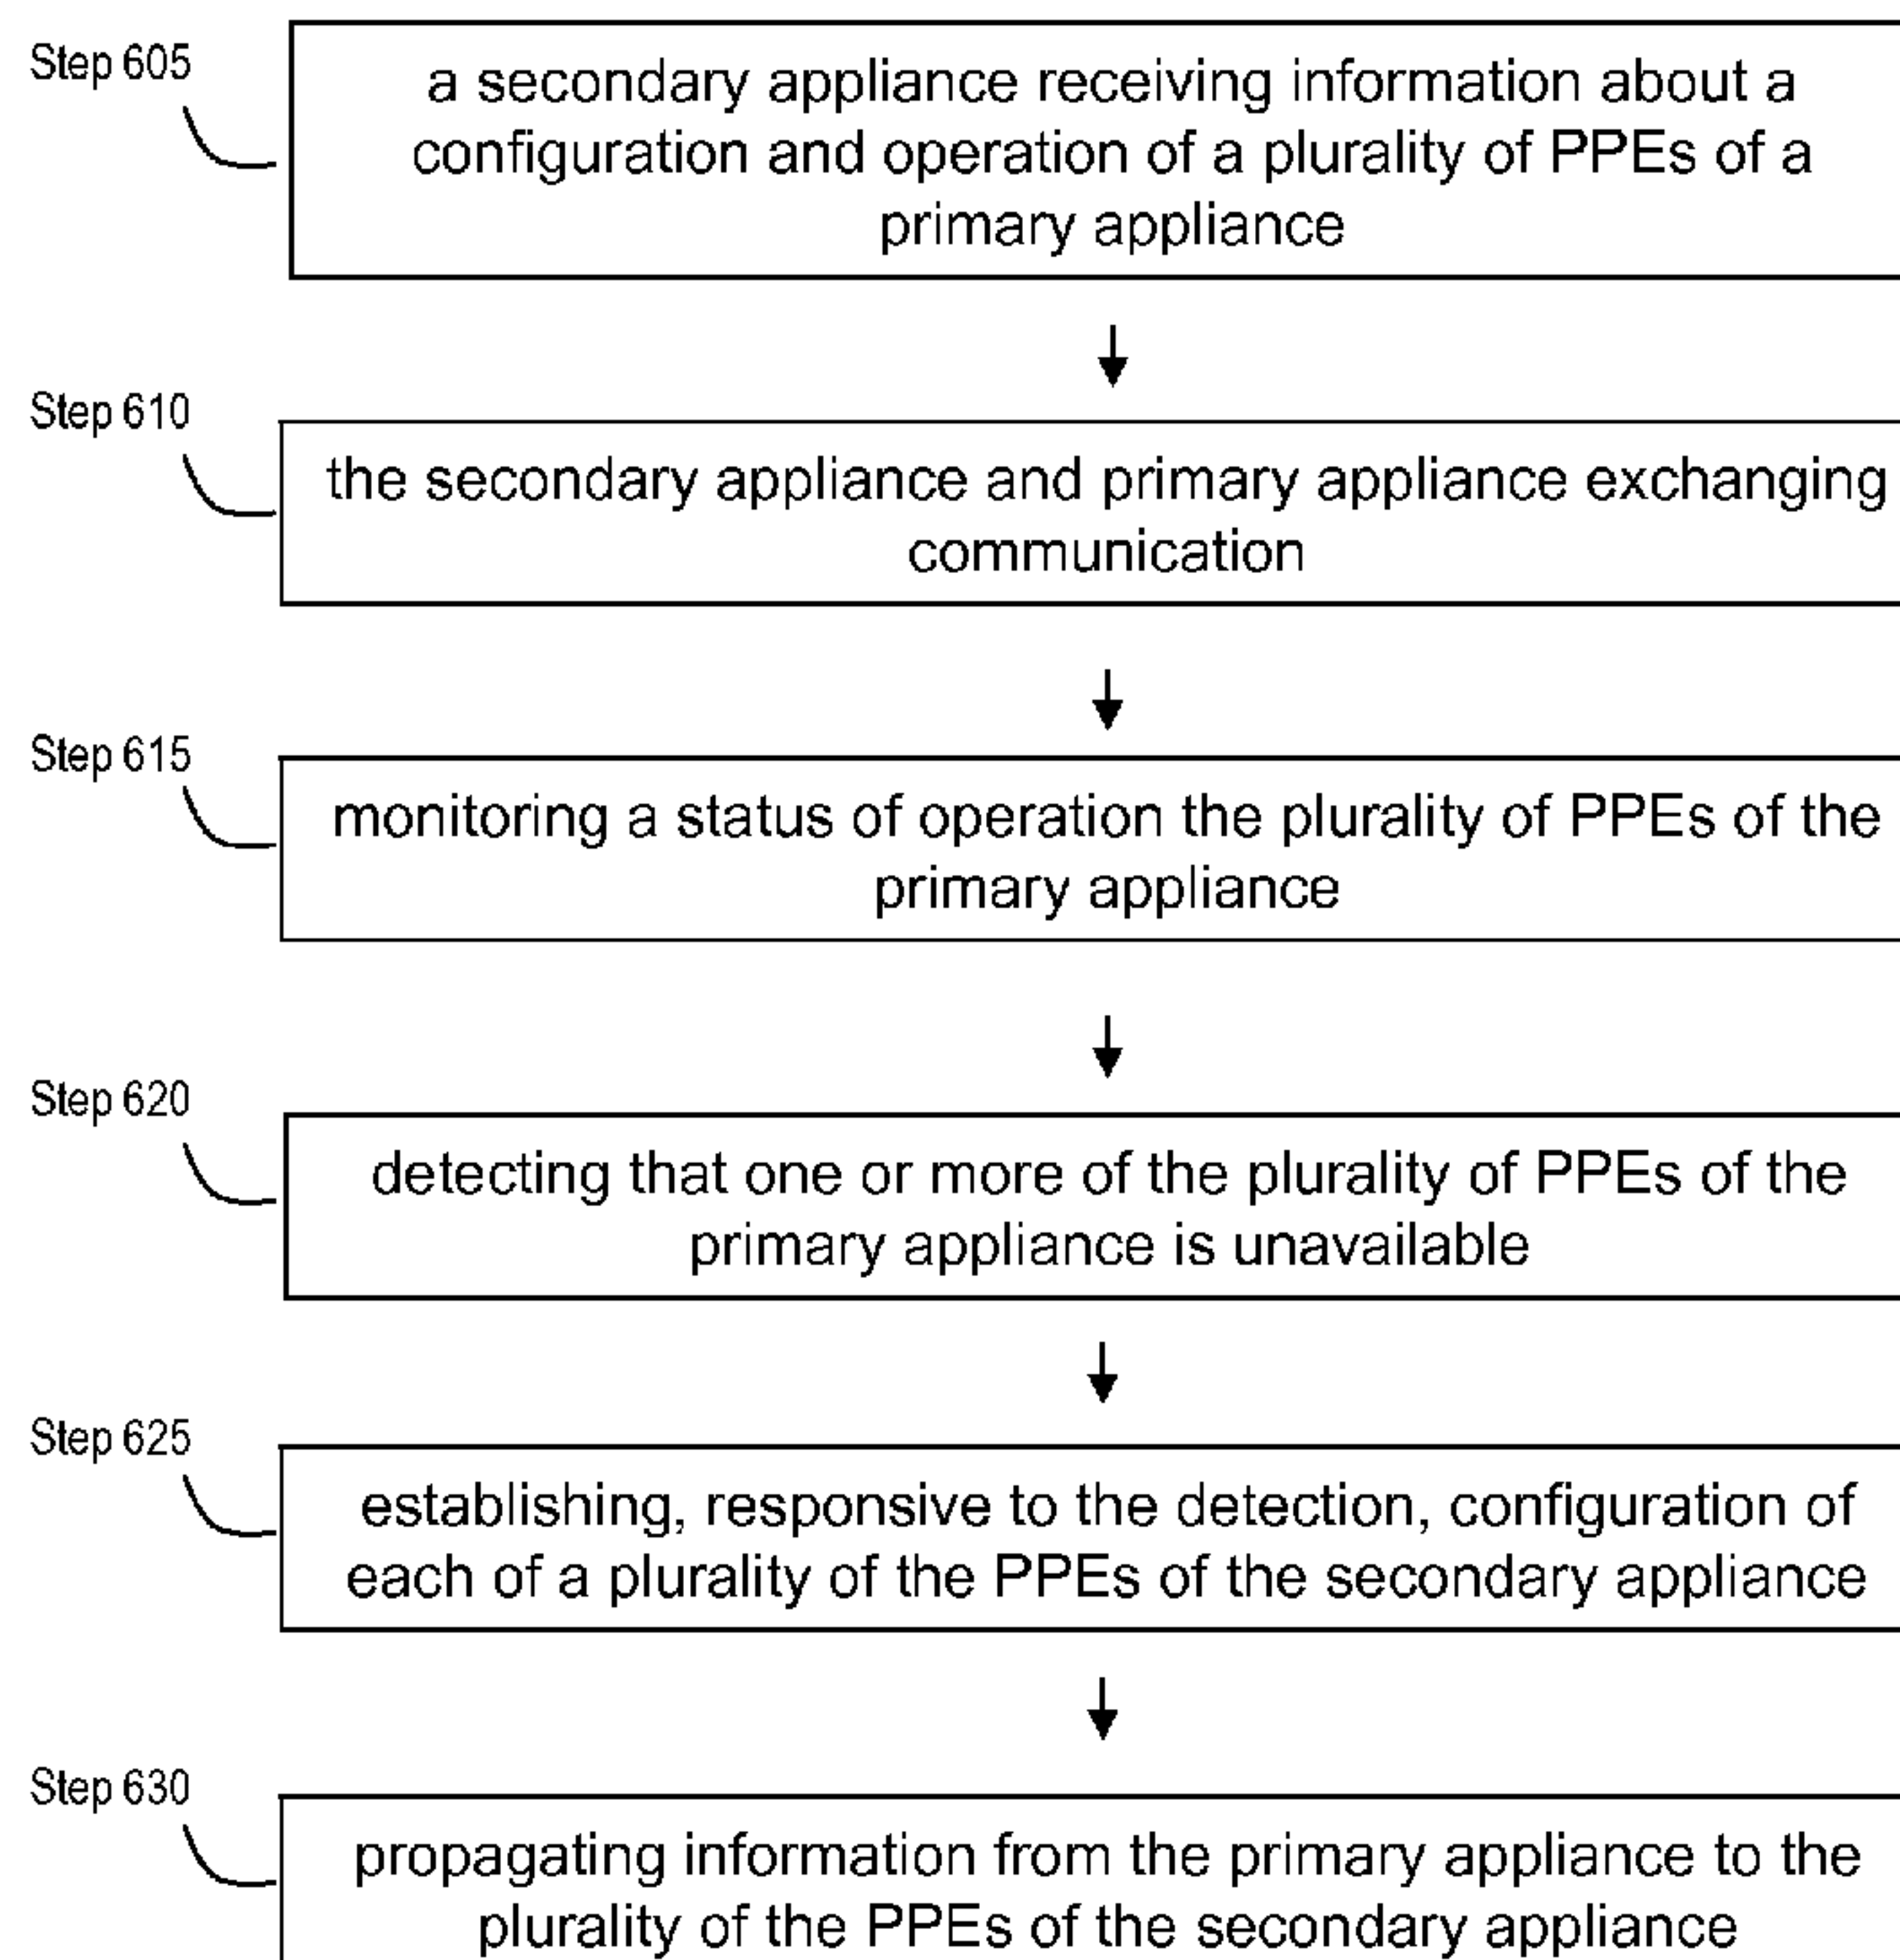 Step 605
a secondary appliance receiving information about a
configuration and operation of a plurality of PPEs of a
primary appliance
Step 610
the secondary appliance and primary appliance exchanging
communication
Step 615
monitoring a status of operation the plurality of PPEs of the
primary appliance
Step 620
detecting that one or more of the plurality of PPEs of the
primary appliance is unavailable
Step 625
establishing, responsive to the detection, configuration of
each of a plurality of the PPEs of the secondary appliance
Step 630
propagating information from the primary appliance to the
plurality of the PPEs of the secondary appliance